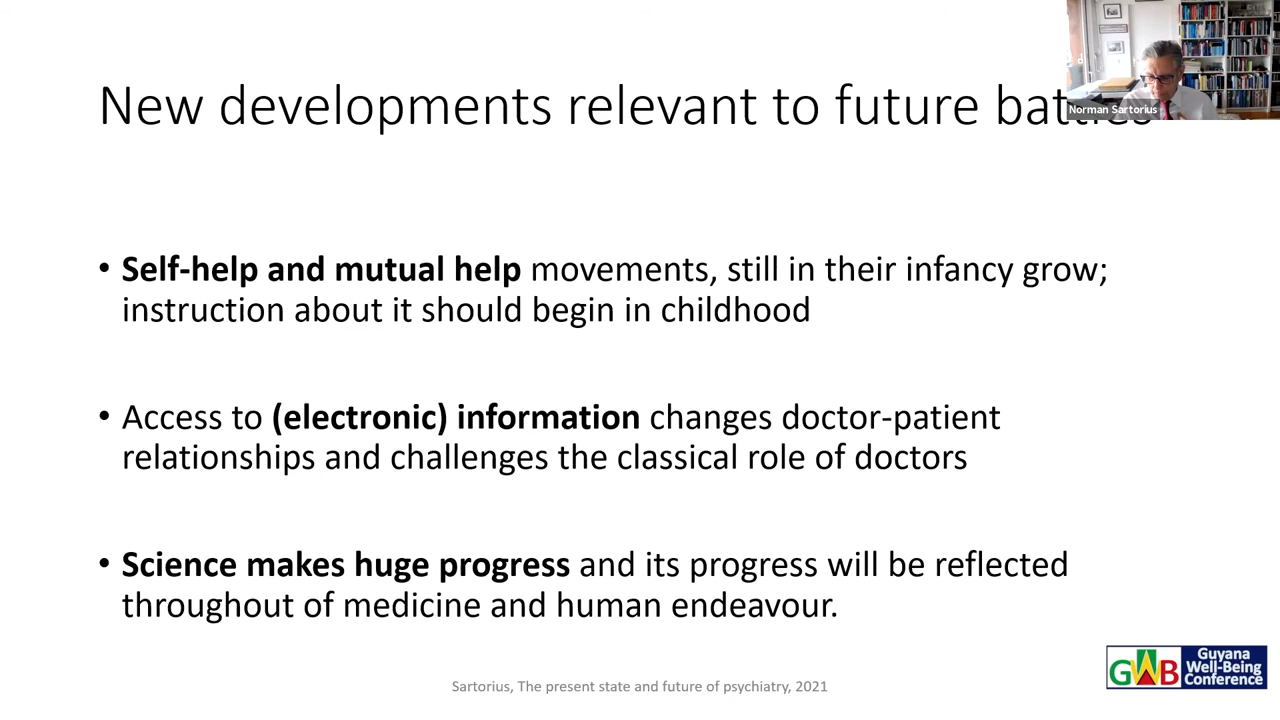 New developments relevant to future battles
Norman Sartorius
• Self-help and mutual help movements, still in their infancy grow;
instruction about it should begin in childhood
• Access to (electronic) information changes doctor-patient
relationships and challenges the classical role of doctors
• Science makes huge progress and its progress will be reflected
throughout of medicine and human endeavour.
Sartorius, The present state and future of psychiatry, 2021
GWB
Guyana
Well-Being
Conference